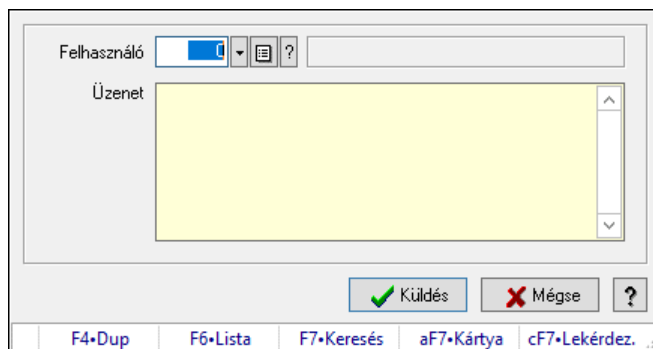 Felhasználó 0 ?
Üzenet
Küldés Mégse ?
F4•Dup F6•Lista F7•Keresés aF7•Kártya cF7•Lekérdez.